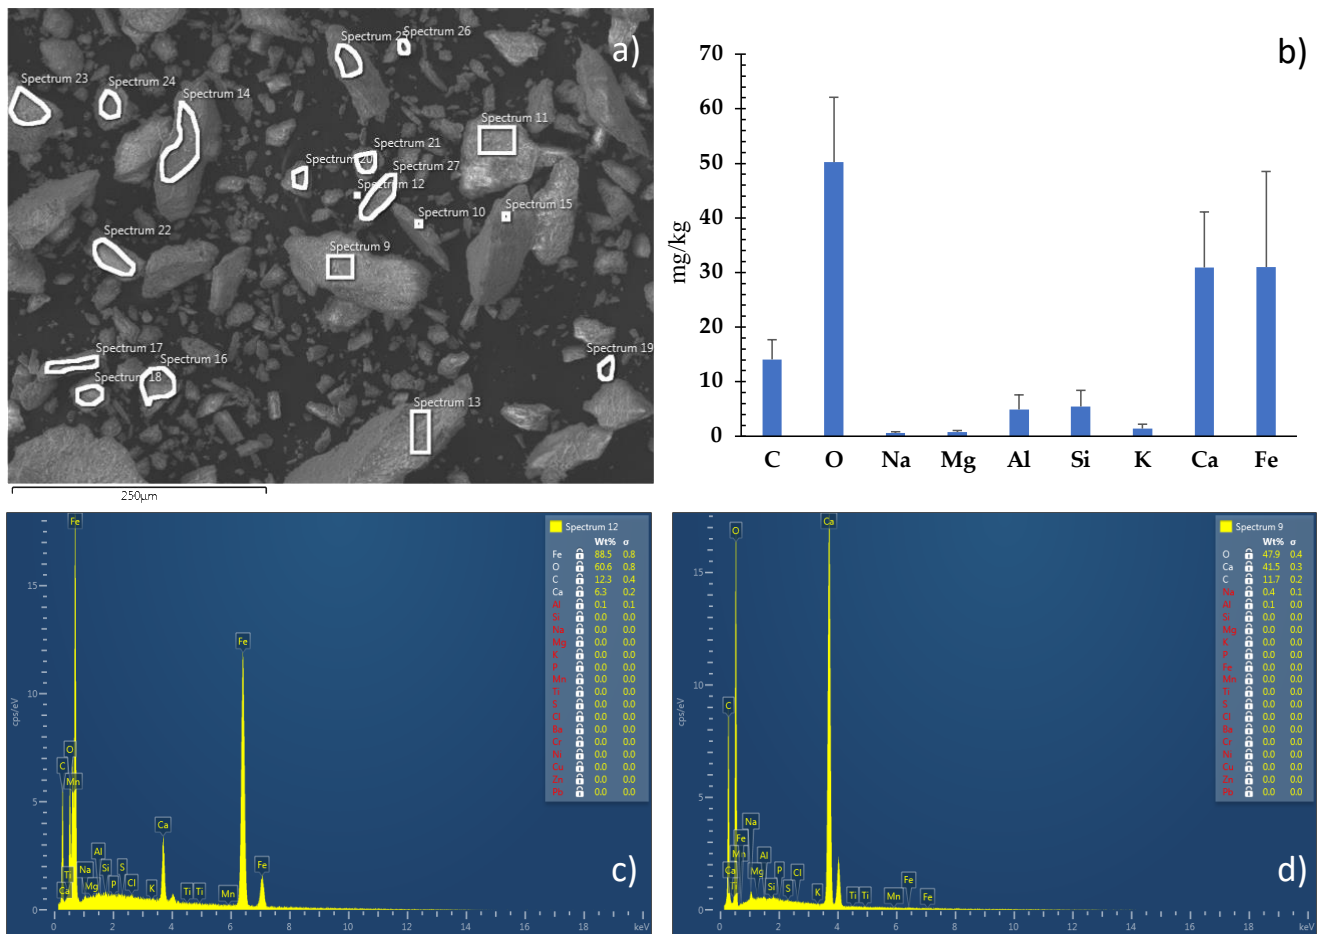 a)
Spectrum 25
Spectrum 26
Spectrum 23
Spectrum 24
Spectrum 14
Spectrum 11
Spectrum 21
Spectrum 20
Spectrum 27
Spectrum 12
Spectrum 10
Spectrum 15
Spectrum 22
Spectrum 9
Spectrum 17
Spectrum 16
Spectrum 19
Spectrum 18
Spectrum 13
250µm
b)
mg/kg
70
60
50
40
30
20
10
0
C O Na Mg Al Si K Ca Fe
c)
Spectrum 12
Wt% σ
Fe 88.5 0.8
O 60.6 0.8
C 12.3 0.4
Ca 6.3 0.2
Al 0.1 0.1
Si 0.0 0.0
Na 0.0 0.0
Mg 0.0 0.0
K 0.0 0.0
P 0.0 0.0
Mn 0.0 0.0
Ti 0.0 0.0
S 0.0 0.0
Cl 0.0 0.0
Ba 0.0 0.0
Cr 0.0 0.0
Ni 0.0 0.0
Cu 0.0 0.0
Zn 0.0 0.0
Pb 0.0 0.0
cps/eV
15
10
5
0
Fe
O
C
Mn
Ca
Fe
Fe
Al
Na
Si
S
Ti
Mg
P
Cl
K
Ti
Ti
Mn
Ca
0 2 4 6 8 10 12 14 16 18 keV
d)
Spectrum 9
Wt% σ
O 47.9 0.4
Ca 41.5 0.3
C 11.7 0.2
Na 0.4 0.1
Al 0.1 0.0
Si 0.0 0.0
Mg 0.0 0.0
K 0.0 0.0
P 0.0 0.0
Fe 0.0 0.0
Mn 0.0 0.0
Ti 0.0 0.0
S 0.0 0.0
Cl 0.0 0.0
Ba 0.0 0.0
Cr 0.0 0.0
Ni 0.0 0.0
Cu 0.0 0.0
Zn 0.0 0.0
Pb 0.0 0.0
cps/eV
15
10
5
0
Ca
O
C
Na
Fe
Mn
Al
Ca
Mg
P
Cl
Ti
Si
S
K
Ti
Ti
Mn
Fe
Fe
0 2 4 6 8 10 12 14 16 18 keV